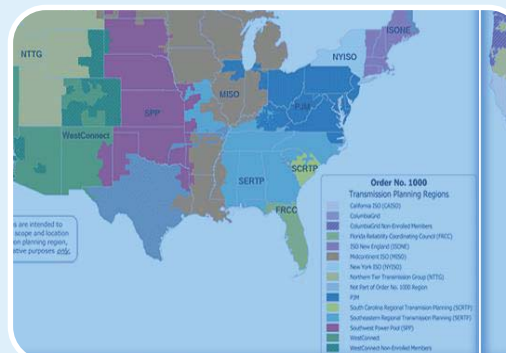 ISONE
NYISO
NTTG
MISO
PJM
SPP
WestConnect
SCRTP
SERTP
FRCC
Order No. 1000
Transmission Planning Regions
California ISO (CAISO)
ColumbiaGrid
ColumbiaGrid Non-Enrolled Members
Florida Reliability Coordinating Council (FRCC)
ISO New England (ISONE)
Midcontinent ISO (MISO)
New York ISO (NYISO)
Northern Tier Transmission Group (NTTG)
Not Part of Order No. 1000 Region
PJM
South Carolina Regional Transmission Planning (SCRTP)
Southeastern Regional Transmission Planning (SERTP)
Southwest Power Pool (SPP)
WestConnect
WestConnect Non-Enrolled Members
s are intended to
scope and location
on planning region,
ative purposes only.